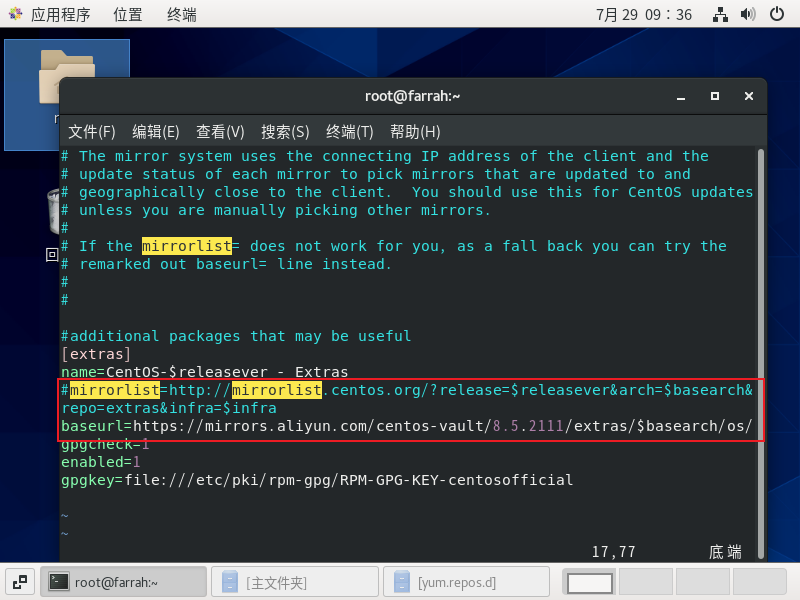 应用程序 位置 终端 7月 29 09：36
root@farrah:~
文件(F) 编辑(E) 查看(V) 搜索(S) 终端(T) 帮助(H)
# The mirror system uses the connecting IP address of the client and the
# update status of each mirror to pick mirrors that are updated to and
# geographically close to the client.  You should use this for CentOS updates
# unless you are manually picking other mirrors.
#
# If the mirrorlist= does not work for you, as a fall back you can try the
# remarked out baseurl= line instead.
#
#
#additional packages that may be useful
[extras]
name=CentOS-$releasever - Extras
#mirrorlist=http://mirrorlist.centos.org/?release=$releasever&arch=$basearch&
repo=extras&infra=$infra
baseurl=https://mirrors.aliyun.com/centos-vault/8.5.2111/extras/$basearch/os/
gpgcheck=1
enabled=1
gpgkey=file:///etc/pki/rpm-gpg/RPM-GPG-KEY-centosofficial
~
~
17,77 底端
root@farrah:~ [主文件夹] [yum.repos.d]